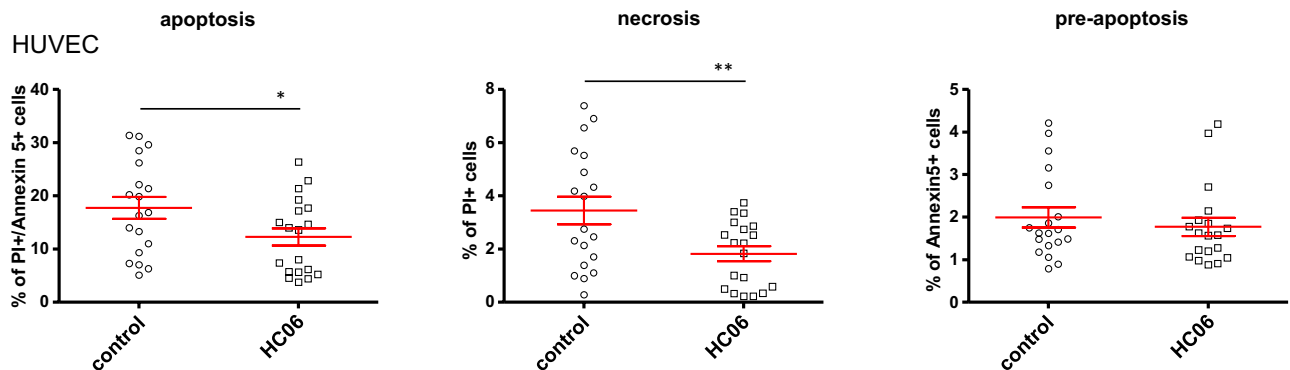 apoptosis
HUVEC
% of PI+/Annexin 5+ cells
40
30
20
10
0
*
control
HC06
necrosis
% of PI+ cells
8
6
4
2
0
**
control
HC06
pre-apoptosis
% of Annexin5+ cells
5
4
3
2
1
0
control
HC06